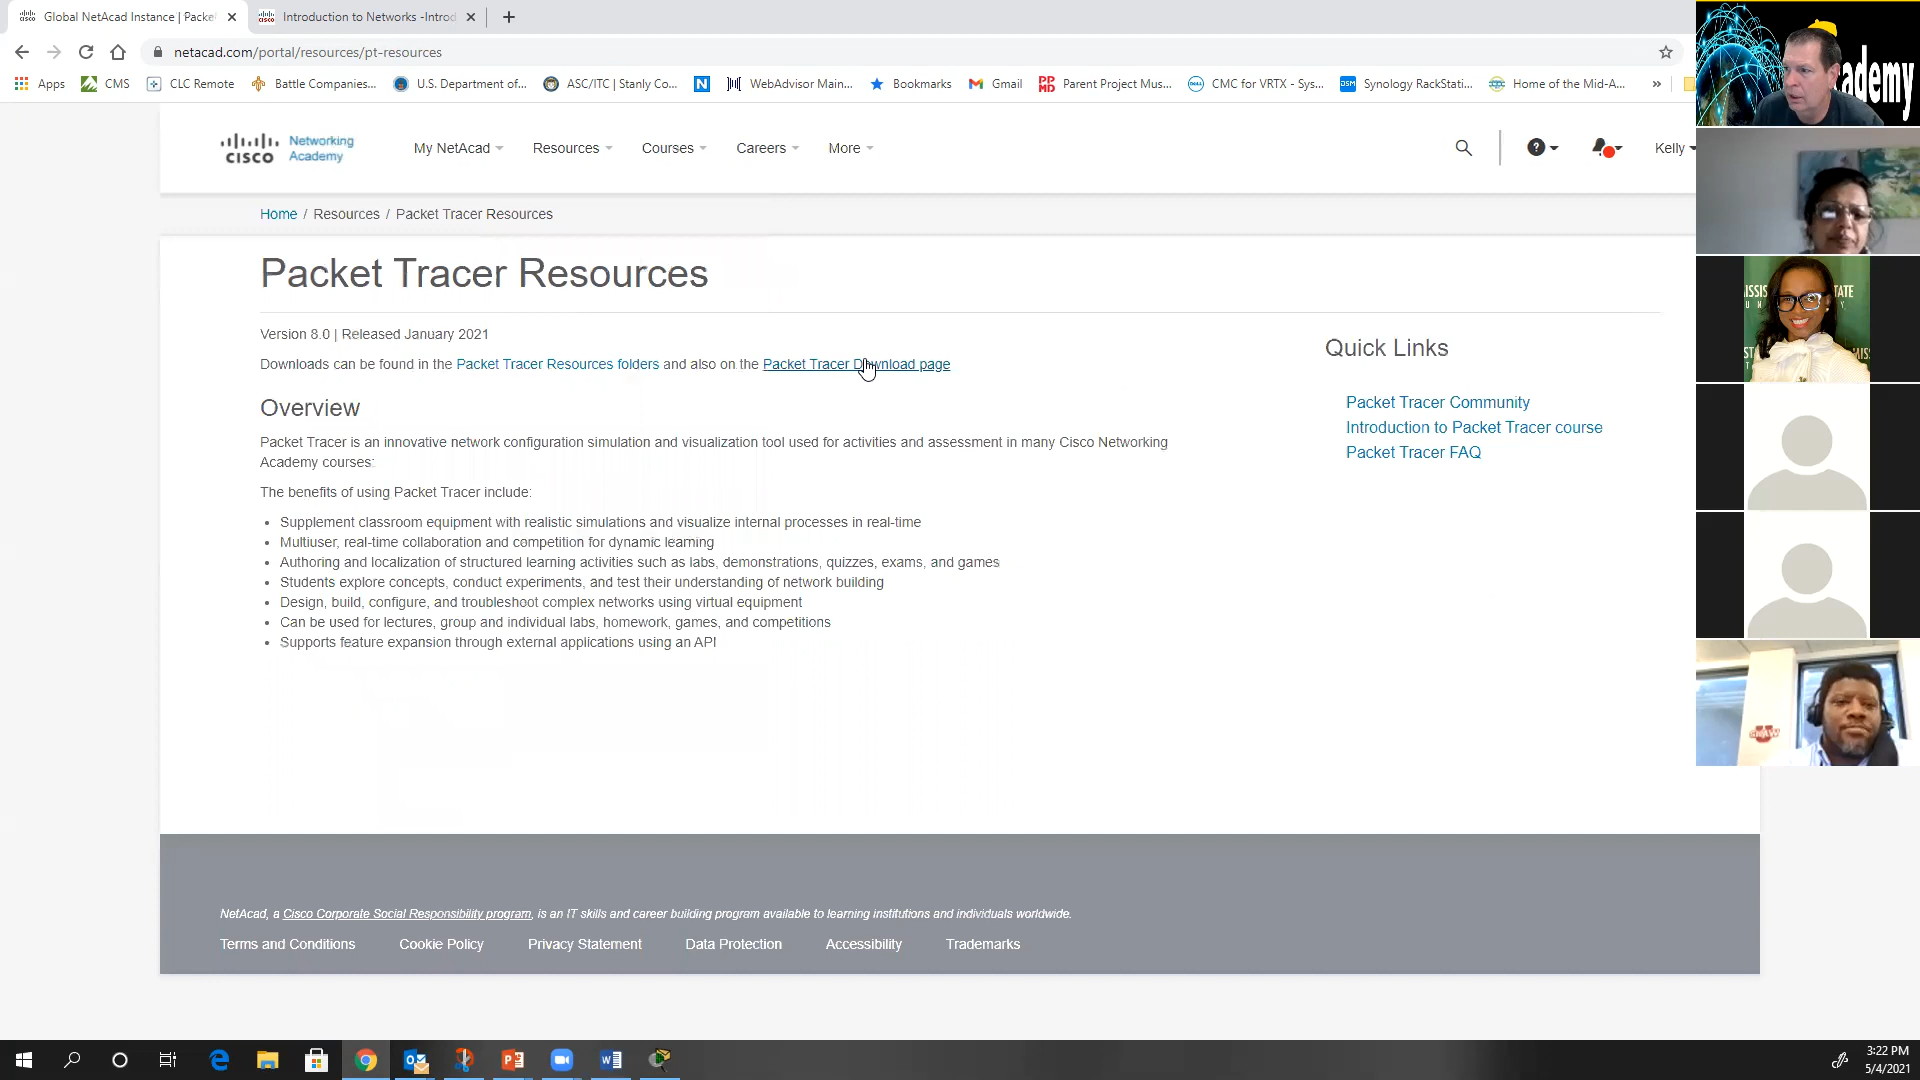 Global NetAcad Instance | Packe
Introduction to Networks -Introd
netacad.com/portal/resources/pt-resources
Apps
CMS
CLC Remote
Battle Companies...
U.S. Department of...
ASC/ITC | Stanly Co...
N
WebAdvisor Main...
Bookmarks
Gmail
Parent Project Mus...
CMC for VRTX - Sys...
Synology RackStati...
Home of the Mid-A...
ademy
CISCO
Networking
Academy
My NetAcad
Resources
Courses
Careers
More
Kelly
Home / Resources / Packet Tracer Resources
Packet Tracer Resources
Version 8.0 | Released January 2021
Downloads can be found in the Packet Tracer Resources folders and also on the Packet Tracer Download page
Overview
Packet Tracer is an innovative network configuration simulation and visualization tool used for activities and assessment in many Cisco Networking
Academy courses:
The benefits of using Packet Tracer include:
• Supplement classroom equipment with realistic simulations and visualize internal processes in real-time
• Multiuser, real-time collaboration and competition for dynamic learning
• Authoring and localization of structured learning activities such as labs, demonstrations, quizzes, exams, and games
• Students explore concepts, conduct experiments, and test their understanding of network building
• Design, build, configure, and troubleshoot complex networks using virtual equipment
• Can be used for lectures, group and individual labs, homework, games, and competitions
• Supports feature expansion through external applications using an API
Quick Links
Packet Tracer Community
Introduction to Packet Tracer course
Packet Tracer FAQ
NetAcad, a Cisco Corporate Social Responsibility program, is an IT skills and career building program available to learning institutions and individuals worldwide.
Terms and Conditions
Cookie Policy
Privacy Statement
Data Protection
Accessibility
Trademarks
3:22 PM
5/4/2021